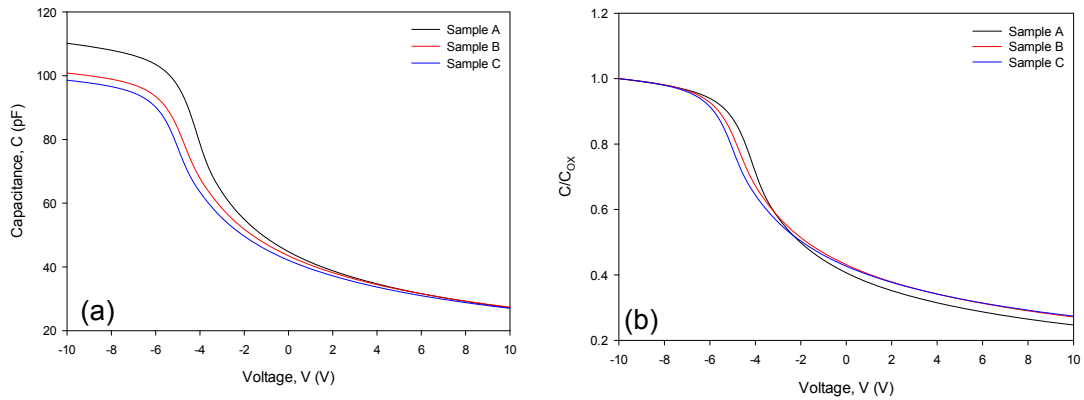 Sample A
Sample B
Sample C
120
100
80
60
40
20
Capacitance, C (pF)
(a)
-10 -8 -6 -4 -2 0 2 4 6 8 10
Voltage, V (V)
Sample A
Sample B
Sample C
1.2
1.0
0.8
0.6
0.4
0.2
C/COX
(b)
-10 -8 -6 -4 -2 0 2 4 6 8 10
Voltage, V (V)